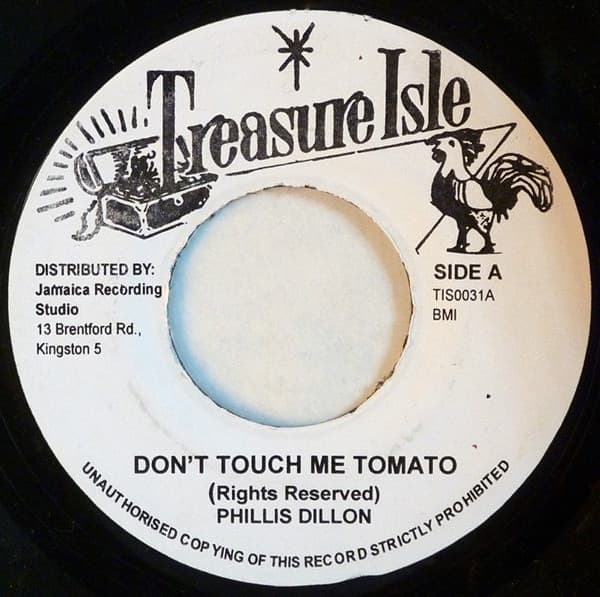 Treasure Isle
DISTRIBUTED BY:
Jamaica Recording
Studio
13 Brentford Rd.,
Kingston 5
SIDE A
TIS0031A
BMI
DON'T TOUCH ME TOMATO
(Rights Reserved)
PHILLIS DILLON
UNAUTHORISED COPYING OF THIS RECORD STRICTLY PROHIBITED